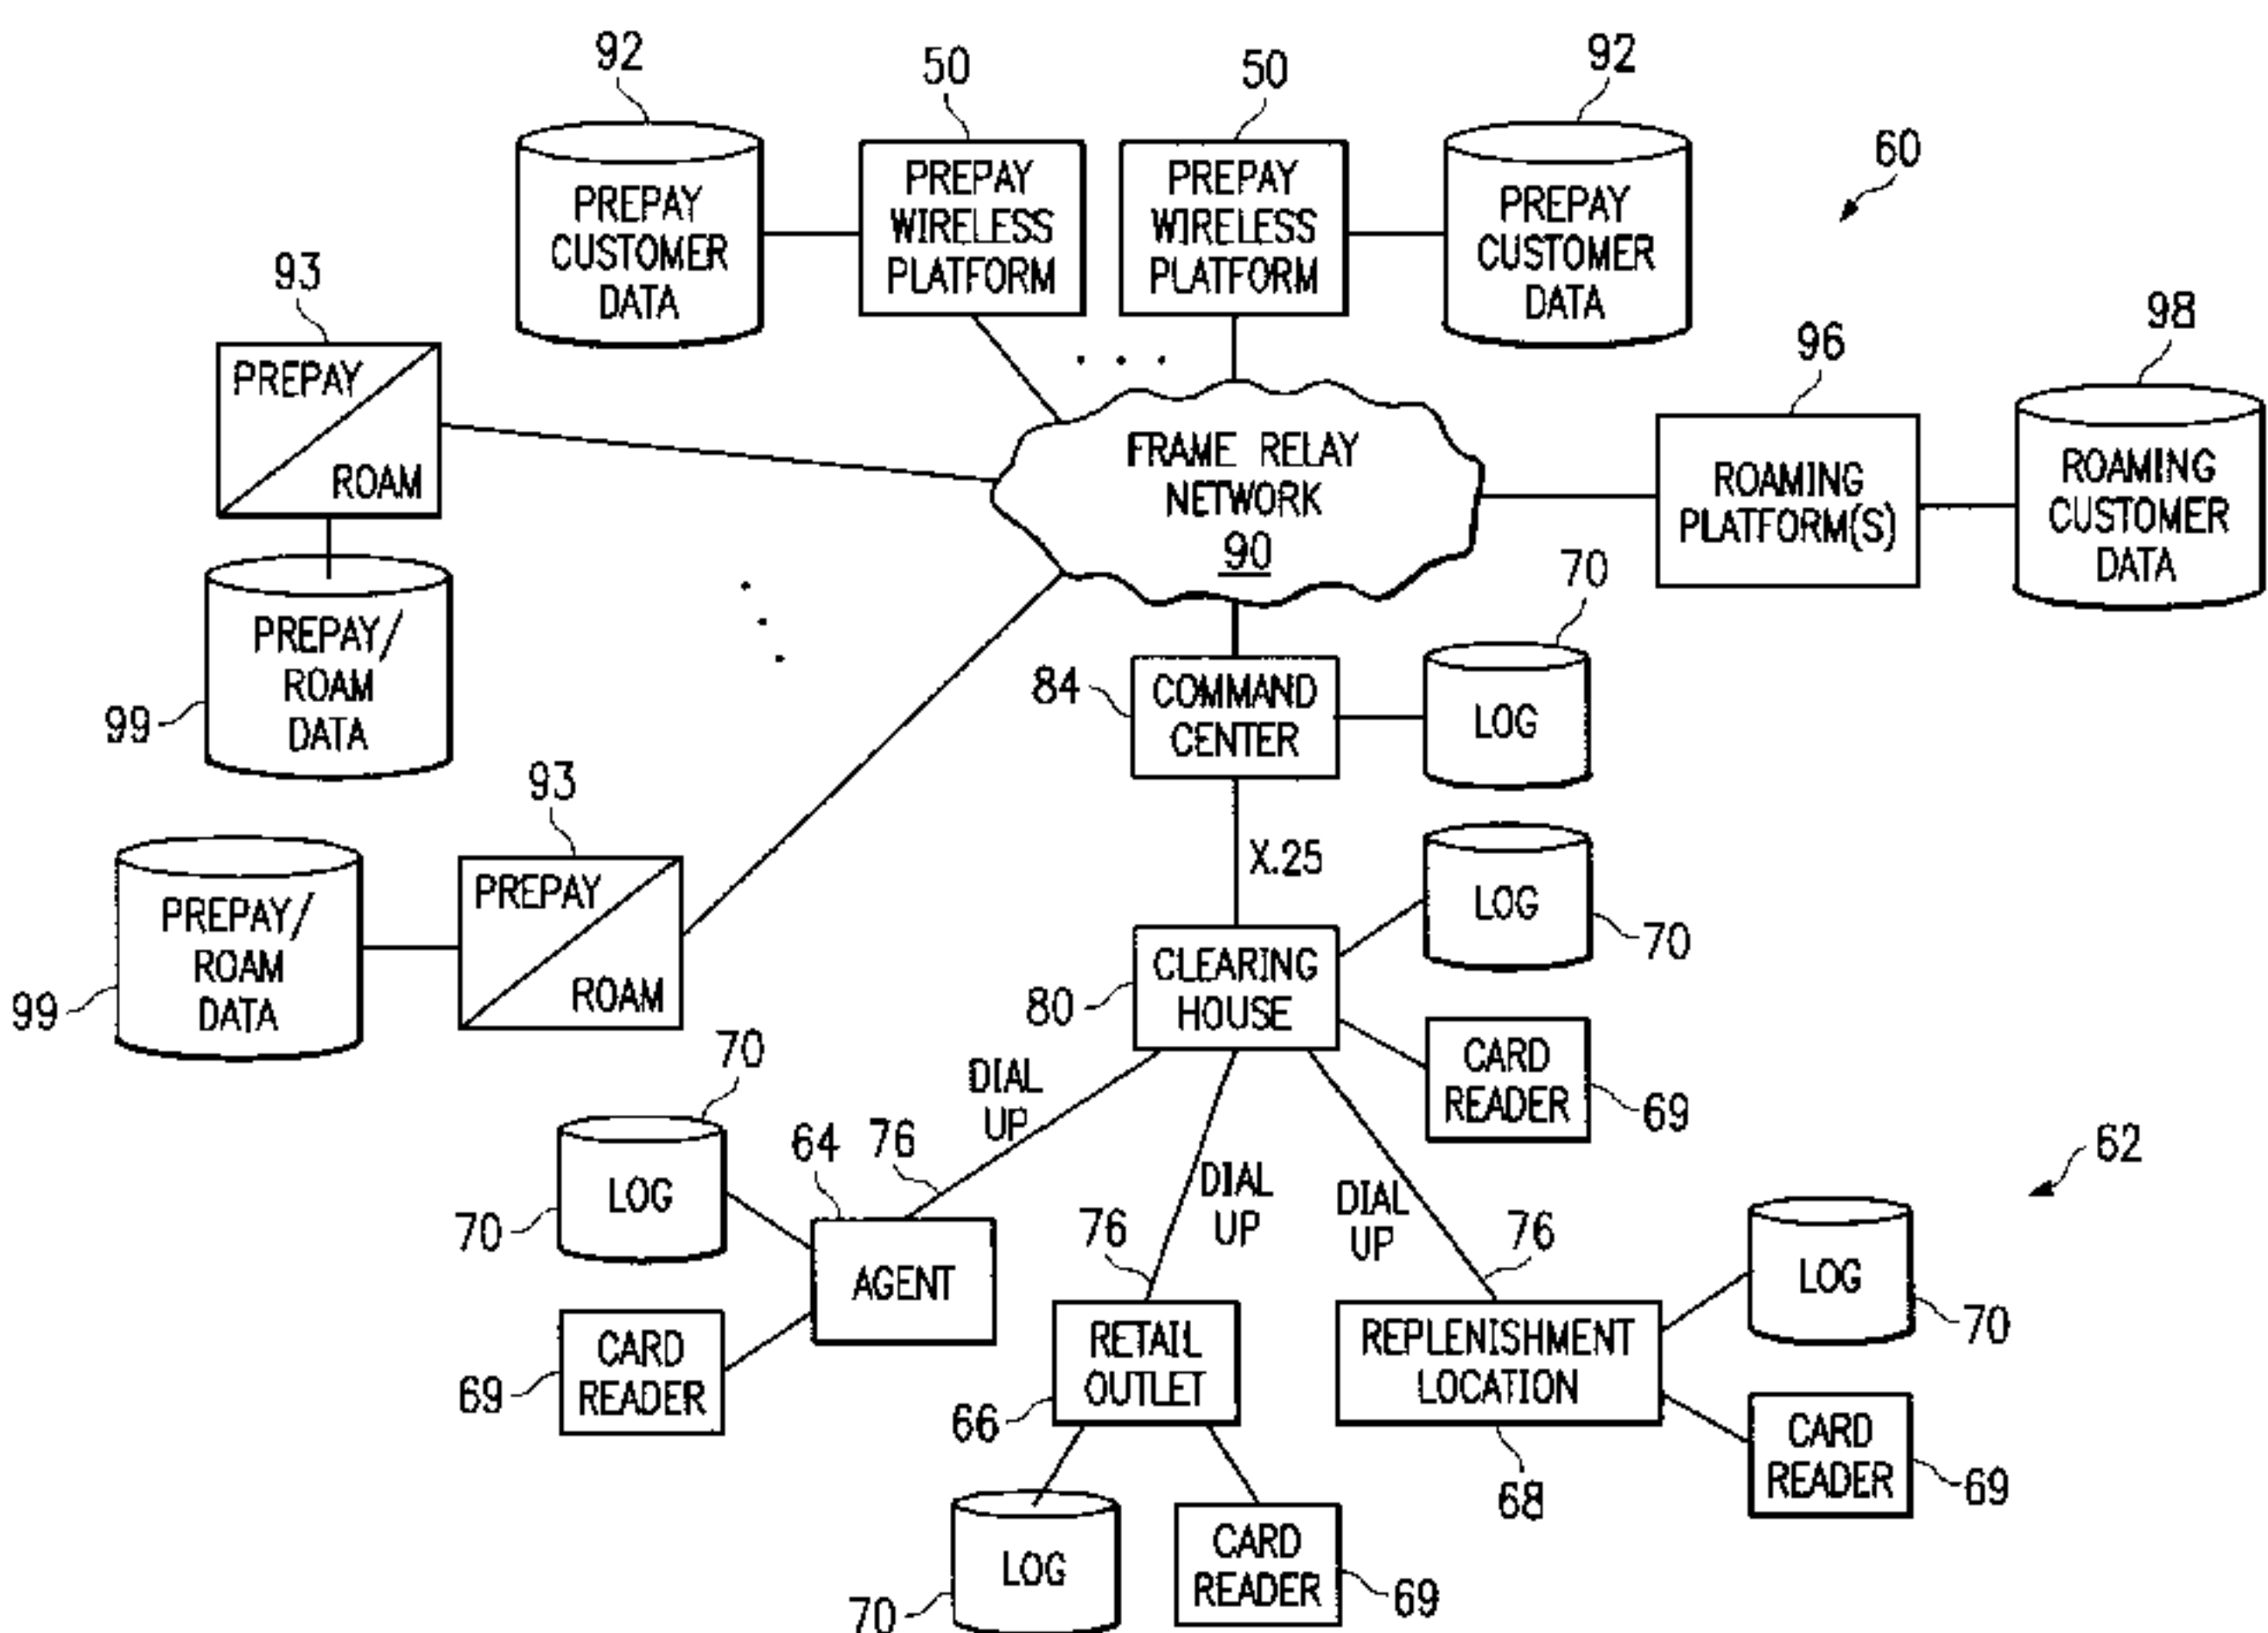 92
50
50
92
60
PREPAY
CUSTOMER
DATA
PREPAY
WIRELESS
PLATFORM
PREPAY
WIRELESS
PLATFORM
PREPAY
CUSTOMER
DATA
93
PREPAY
ROAM
96
98
FRAME RELAY
NETWORK
90
ROAMING
PLATFORM(S)
ROAMING
CUSTOMER
DATA
PREPAY/
ROAM
DATA
99
70
84
COMMAND
CENTER
LOG
93
X.25
PREPAY/
ROAM
DATA
99
PREPAY
ROAM
LOG
70
80
CLEARING
HOUSE
CARD
READER
69
70
DIAL
UP
76
64
LOG
70
AGENT
CARD
READER
69
DIAL
UP
76
DIAL
UP
76
62
RETAIL
OUTLET
66
REPLENISHMENT
LOCATION
68
LOG
70
CARD
READER
69
LOG
70
CARD
READER
69